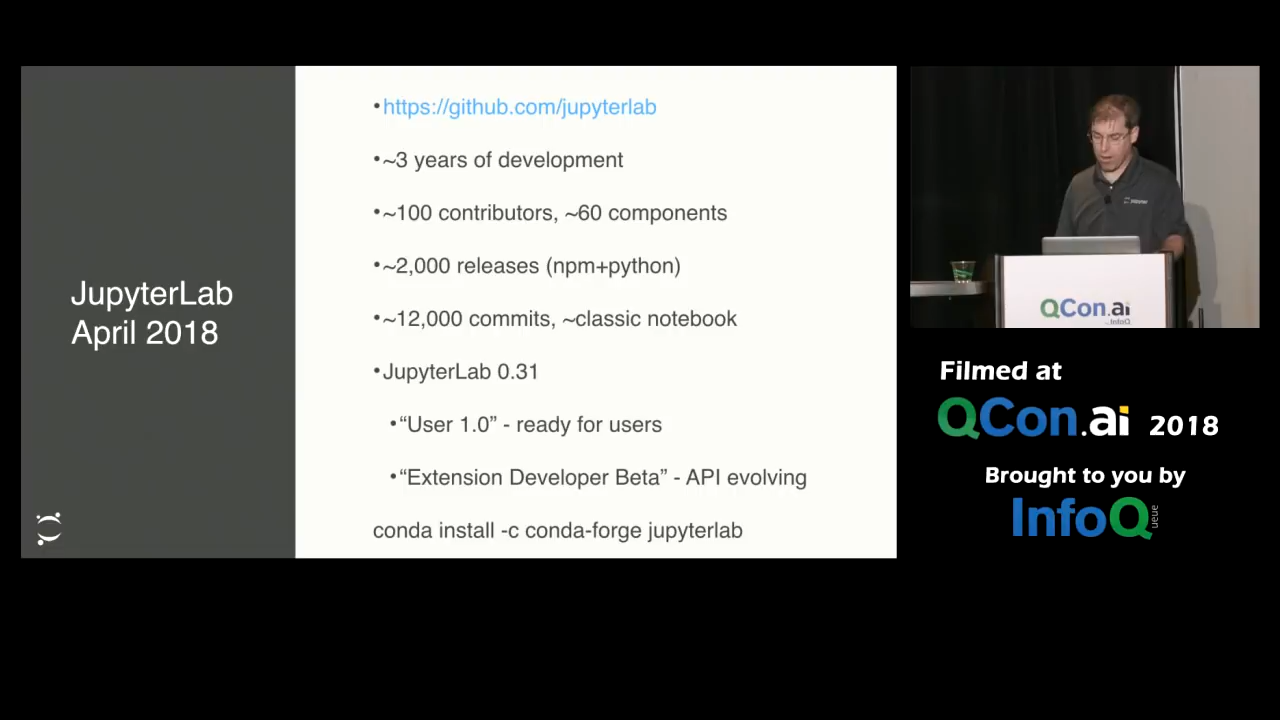 JupyterLab
April 2018
•https://github.com/jupyterlab
•~3 years of development
•~100 contributors, ~60 components
•~2,000 releases (npm+python)
•~12,000 commits, ~classic notebook
•JupyterLab 0.31
•“User 1.0” - ready for users
•“Extension Developer Beta” - API evolving
conda install -c conda-forge jupyterlab
QCon.ai
InfoQ
Filmed at
QCon.ai 2018
Brought to you by
InfoQ
ueue